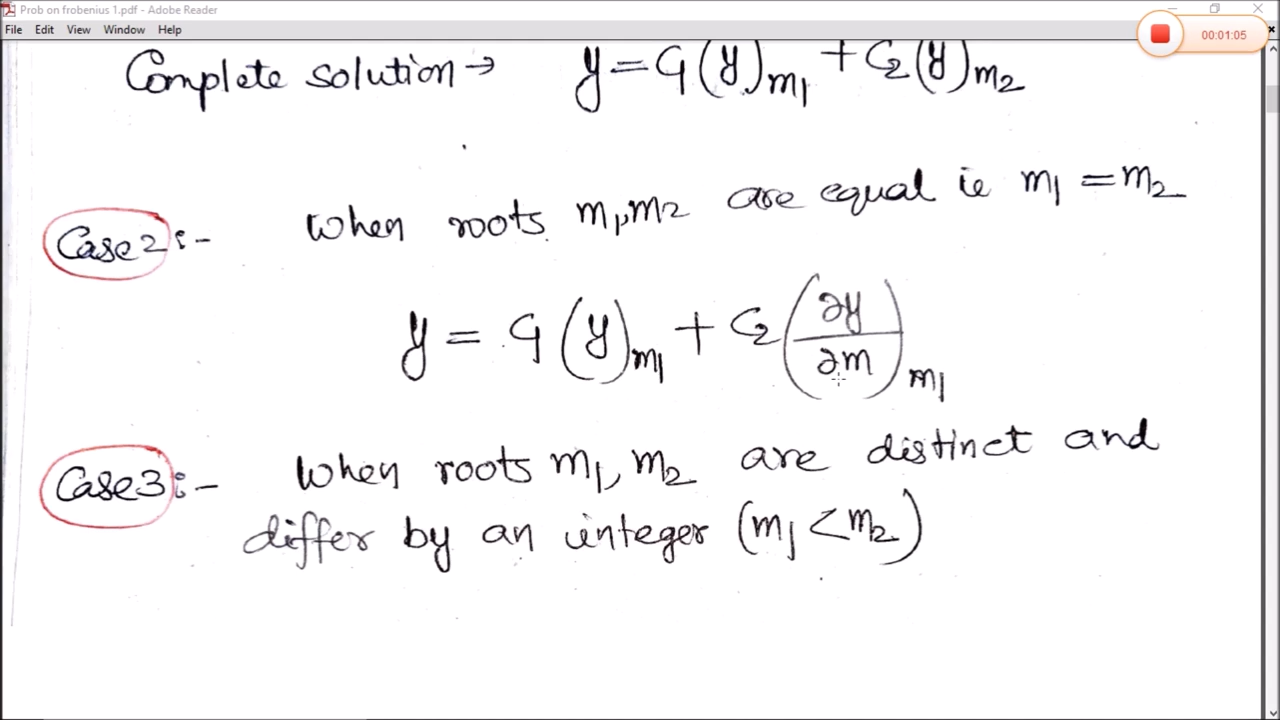 Prob on frobenius 1.pdf - Adobe Reader
File Edit View Window Help
00:01:05
Complete solution → y = C1 (y)m1 + C2 (y)m2
Case 2 :- When roots m1, m2 are equal ie m1 = m2
y = C1 (y)m1 + C2 (∂y/∂m)m1
Case 3 :- When roots m1, m2 are distinct and
differ by an integer (m1 < m2)